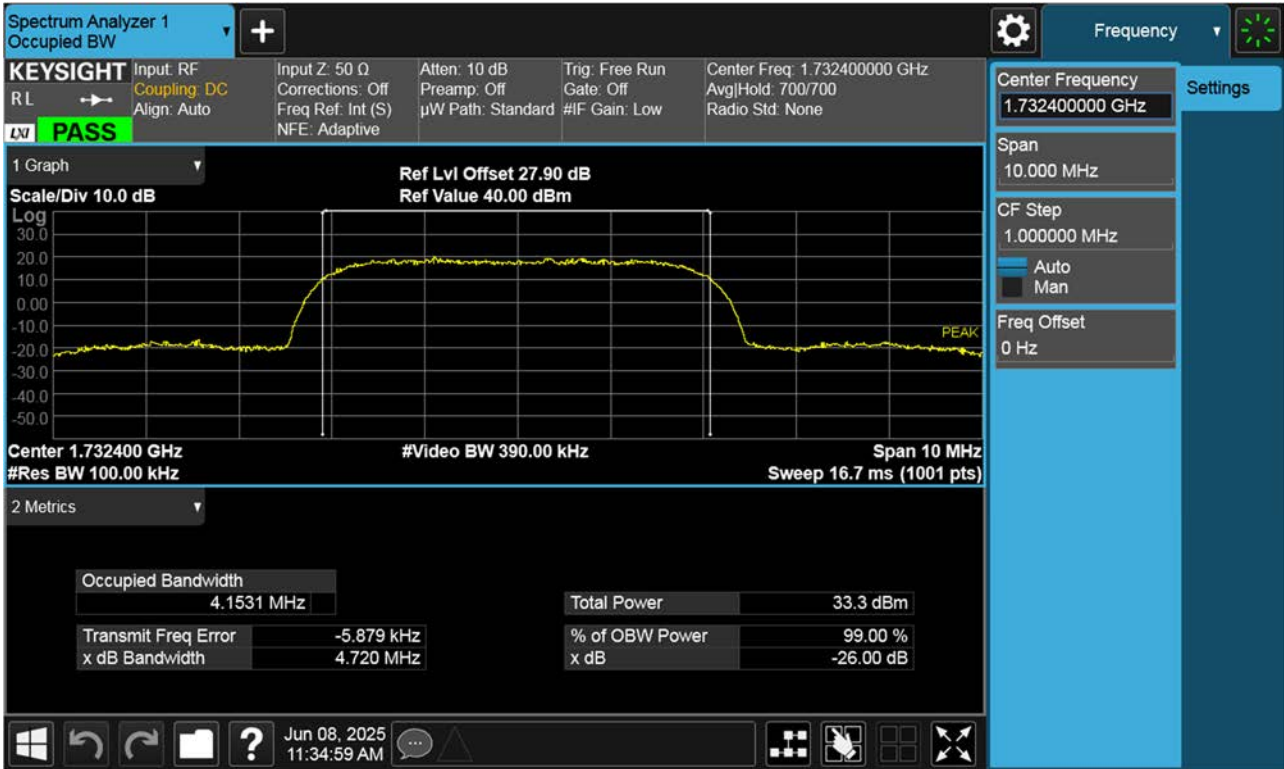 Spectrum Analyzer 1
Occupied BW
+
Frequency
KEYSIGHT
RL
LXI PASS
Input: RF
Coupling: DC
Align: Auto
Input Z: 50 Ω
Corrections: Off
Freq Ref: Int (S)
NFE: Adaptive
Atten: 10 dB
Preamp: Off
µW Path: Standard
Trig: Free Run
Gate: Off
#IF Gain: Low
Center Freq: 1.732400000 GHz
Avg|Hold: 700/700
Radio Std: None
Center Frequency
1.732400000 GHz
Settings
Span
10.000 MHz
CF Step
1.000000 MHz
Auto
Man
Freq Offset
0 Hz
1 Graph
Scale/Div 10.0 dB
Ref Lvl Offset 27.90 dB
Ref Value 40.00 dBm
Log
30.0
20.0
10.0
0.00
-10.0
-20.0
-30.0
-40.0
-50.0
PEAK
Center 1.732400 GHz
#Video BW 390.00 kHz
Span 10 MHz
#Res BW 100.00 kHz
Sweep 16.7 ms (1001 pts)
2 Metrics
Occupied Bandwidth
4.1531 MHz
Total Power 33.3 dBm
Transmit Freq Error -5.879 kHz
% of OBW Power 99.00 %
x dB Bandwidth 4.720 MHz
x dB -26.00 dB
?
Jun 08, 2025
11:34:59 AM